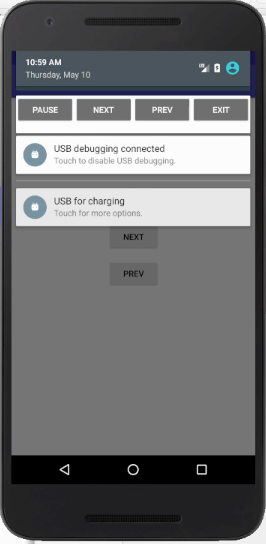 10:59 AM
Thursday, May 10
PAUSE NEXT PREV EXIT
USB debugging connected
Touch to disable USB debugging.
USB for charging
Touch for more options.
NEXT
PREV